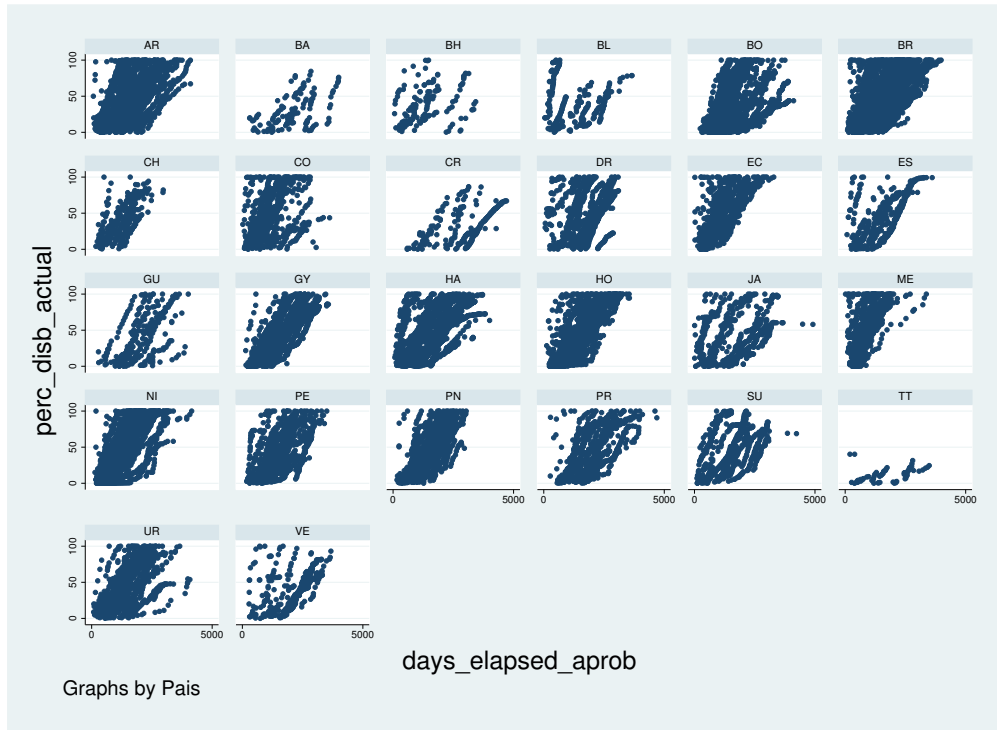 AR BA BH BL BO BR
100
50
0
CH CO CR DR EC ES
100
50
0
GU GY HA HO JA ME
100
50
0
NI PE PN PR SU TT
100
50
0
0 5000 0 5000 0 5000 0 5000
UR VE
100
50
0
0 5000 0 5000
perc_disb_actual
days_elapsed_aprob
Graphs by Pais